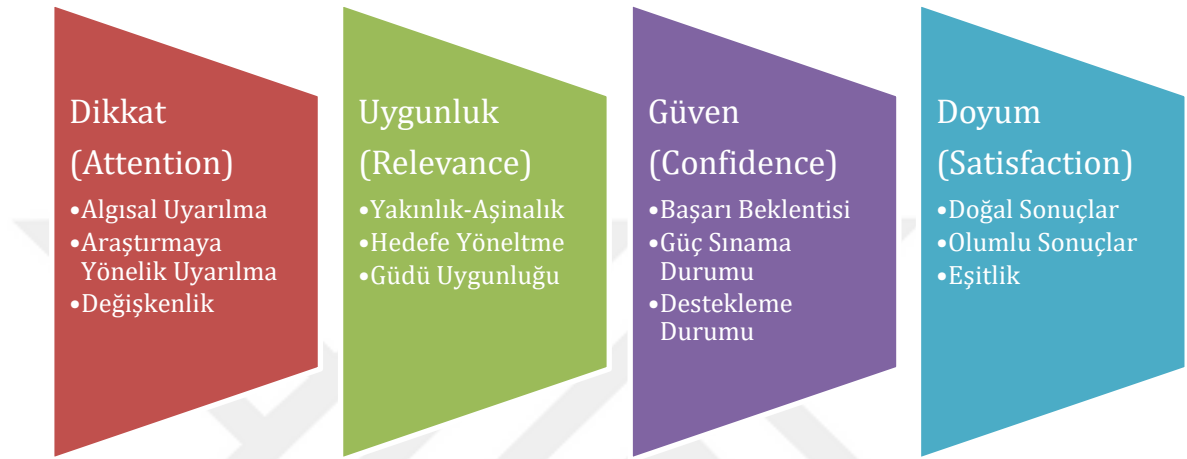 Dikkat
(Attention)
•Algısal Uyarılma
•Araştırmaya
Yönelik Uyarılma
•Değişkenlik
Uygunluk
(Relevance)
•Yakınlık-Aşinalık
•Hedefe Yöneltme
•Güdü Uygunluğu
Güven
(Confidence)
•Başarı Beklentisi
•Güç Sınama
Durumu
•Destekleme
Durumu
Doyum
(Satisfaction)
•Doğal Sonuçlar
•Olumlu Sonuçlar
•Eşitlik